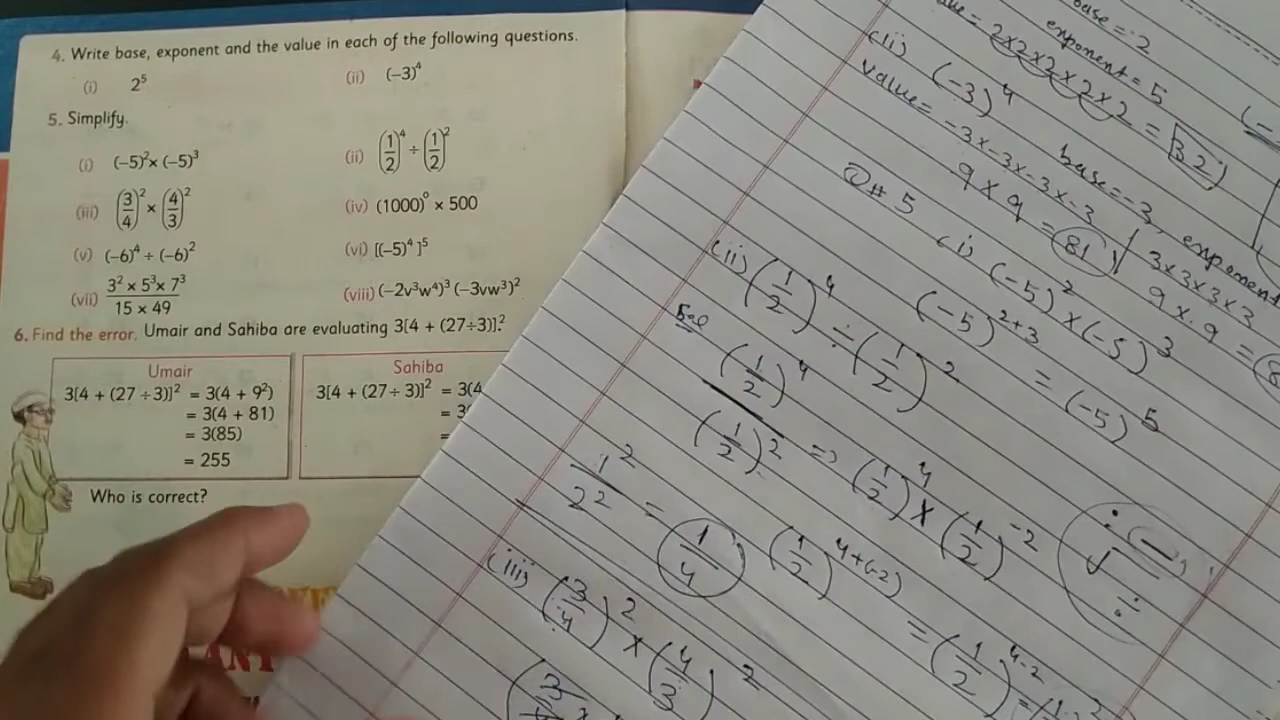 4. Write base, exponent and the value in each of the following questions.
(i) 2⁵ (ii) (−3)⁴
5. Simplify.
(i) (−5)²× (−5)³ (ii) (1/2)⁴ ÷ (1/2)²
(iii) (3/4)² × (4/3)² (iv) (1000)⁰ × 500
(v) (−6)⁴ ÷ (−6)² (vi) [(−5)⁴ ]⁵
(vii) 3² × 5³× 7³ / 15 × 49 (viii) (−2v³w⁴)³ (−3vw³)²
6. Find the error. Umair and Sahiba are evaluating 3[4 + (27÷3)]².
Umair
3[4 + (27 ÷3)]² = 3(4 + 9²)
= 3(4 + 81)
= 3(85)
= 255
Sahiba
3[4 + (27 ÷ 3)]² = 3(4
Who is correct?
base = 2
exponent = 5
= 2×2×2×2×2 = 32
(ii) (-3)⁴ base = -3, exponent
value = -3×-3×-3×-3
9 × 9 = 81
3×3×3×3
9 × 9 =
Q# 5
(i) (-5)² × (-5)³
(-5)²⁺³ = (-5)⁵
(ii) (1/2)⁴ ÷ (1/2)²
Sol
(1/2)⁴ / (1/2)² => (1/2)⁴ × (1/2)⁻²
(1/2)⁴⁺⁽⁻²⁾ = (1/2)⁴⁻²
1²/2² = 1/4
(iii) (3/4)² × (4/3)²